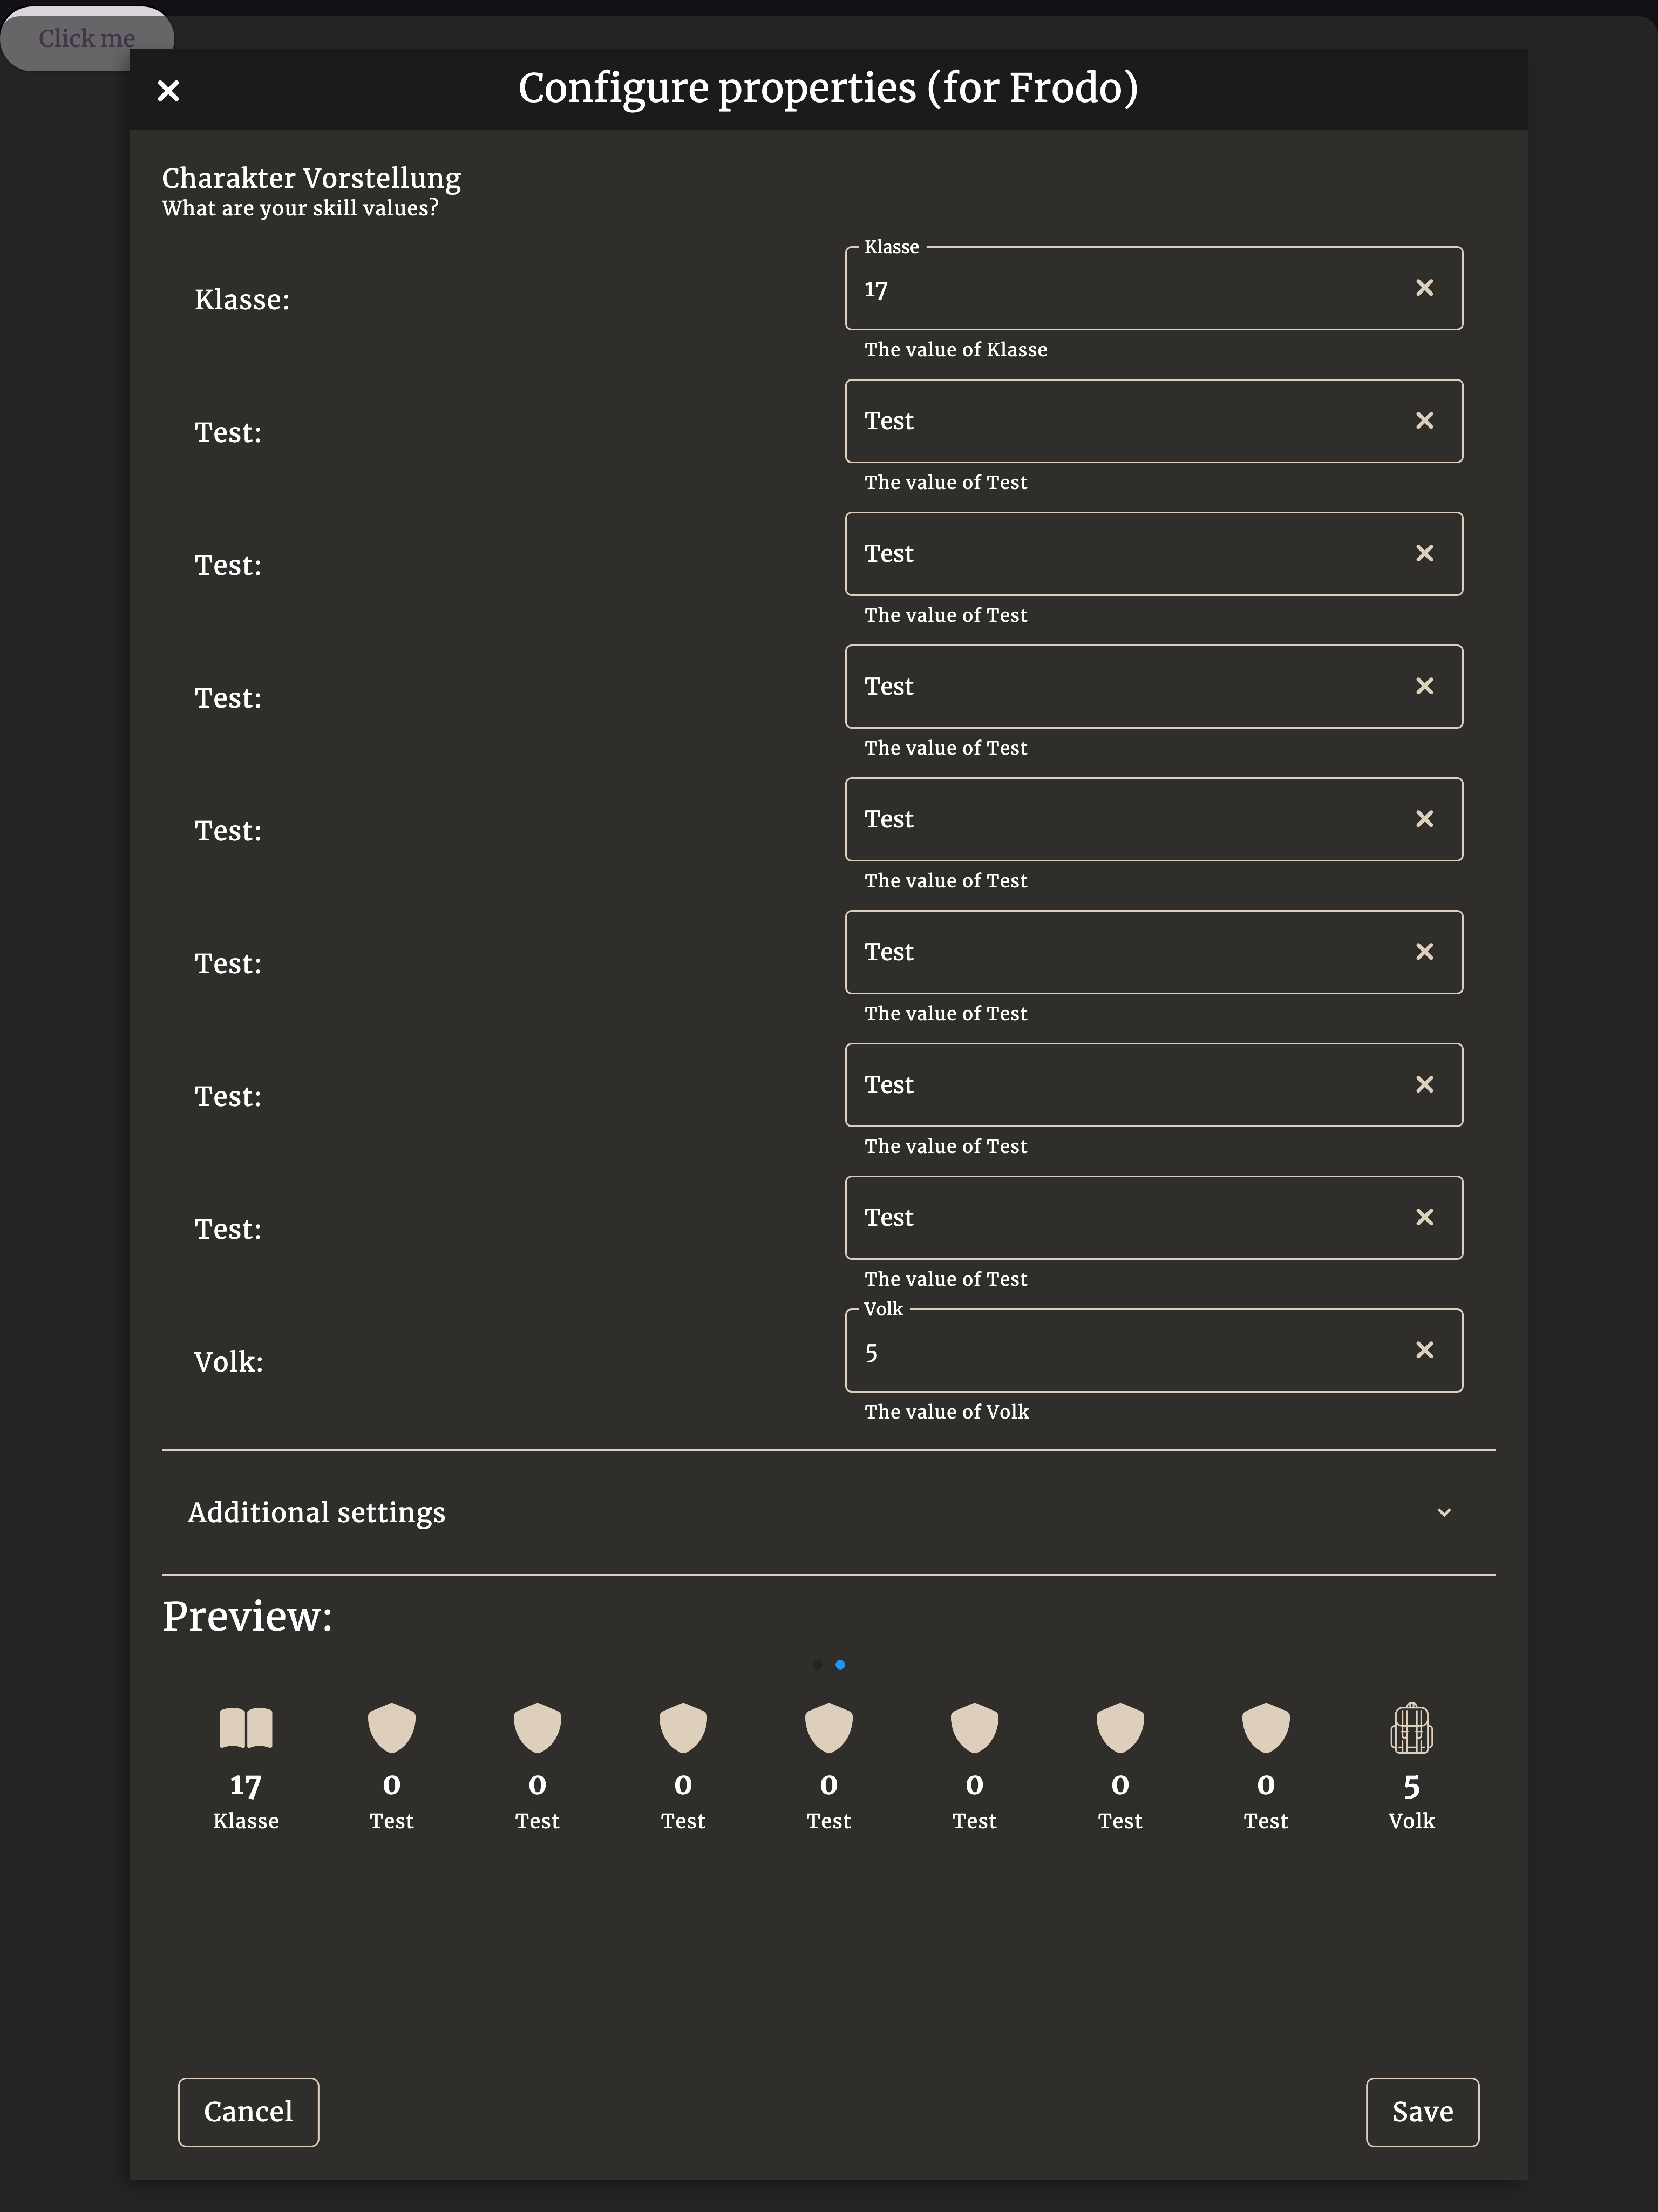 Click me
Configure properties (for Frodo)
Charakter Vorstellung
What are your skill values?
Klasse:
Klasse
17
The value of Klasse
Test:
Test
The value of Test
Test:
Test
The value of Test
Test:
Test
The value of Test
Test:
Test
The value of Test
Test:
Test
The value of Test
Test:
Test
The value of Test
Test:
Test
The value of Test
Volk:
Volk
5
The value of Volk
Additional settings
Preview:
17 0 0 0 0 0 0 0 5
Klasse Test Test Test Test Test Test Test Volk
Cancel Save